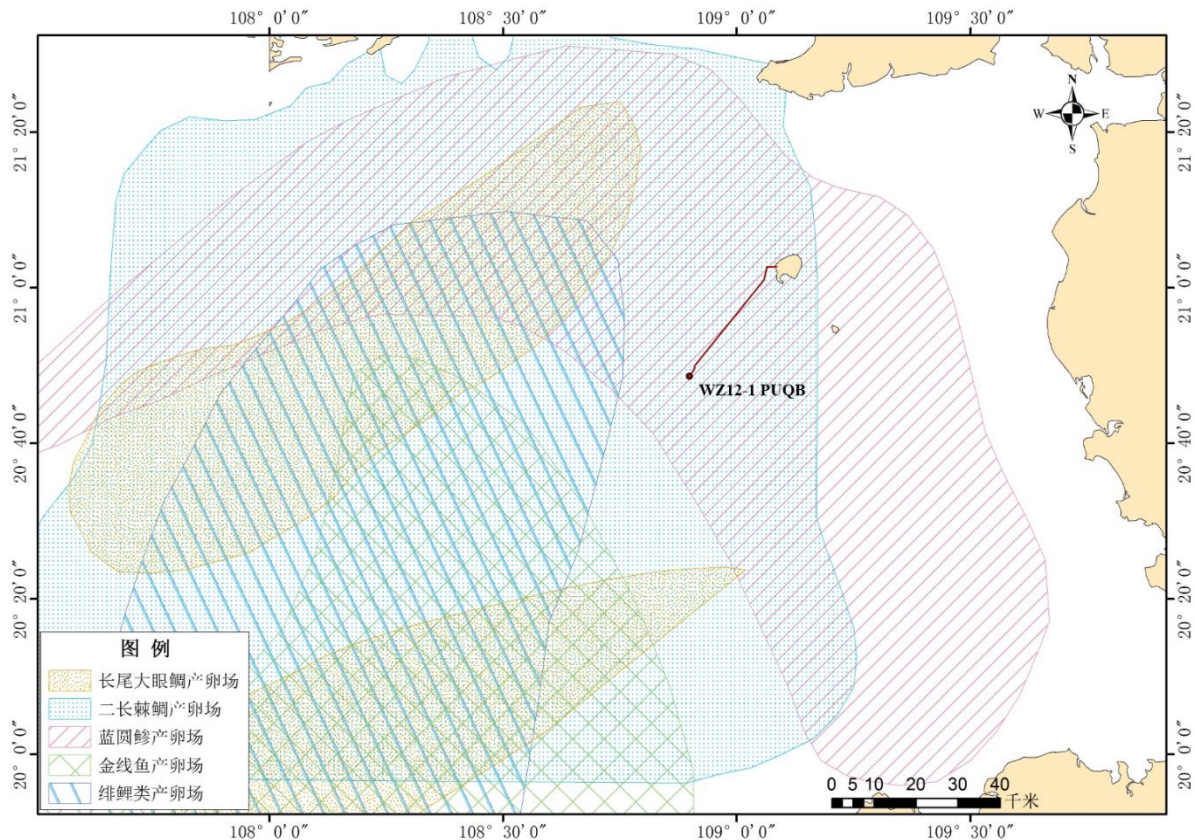 108° 0′ 0″ 108° 30′ 0″ 109° 0′ 0″ 109° 30′ 0″
N
W E
S
21° 20′ 0″ 21° 20′ 0″
21° 0′ 0″ 21° 0′ 0″
WZ12-1 PUQB
20° 40′ 0″ 20° 40′ 0″
20° 20′ 0″ 20° 20′ 0″
图 例
长尾大眼鲷产卵场
二长棘鲷产卵场
蓝圆鲹产卵场
金线鱼产卵场
绯鲤类产卵场
20° 0′ 0″ 20° 0′ 0″
0 5 10 20 30 40
千米
108° 0′ 0″ 108° 30′ 0″ 109° 0′ 0″ 109° 30′ 0″